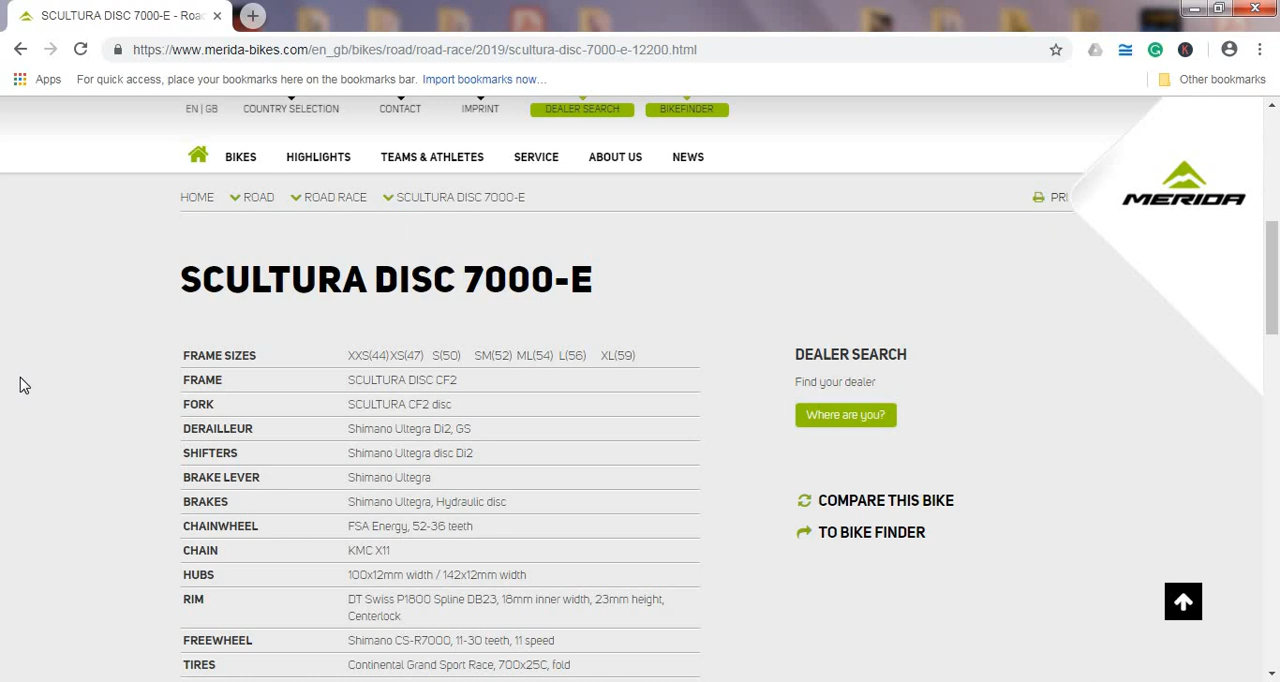 SCULTURA DISC 7000-E - Roa
https://www.merida-bikes.com/en_gb/bikes/road/road-race/2019/scultura-disc-7000-e-12200.html
Apps For quick access, place your bookmarks here on the bookmarks bar. Import bookmarks now... Other bookmarks
EN | GB COUNTRY SELECTION CONTACT IMPRINT DEALER SEARCH BIKEFINDER
BIKES HIGHLIGHTS TEAMS & ATHLETES SERVICE ABOUT US NEWS
MERIDA
HOME ROAD ROAD RACE SCULTURA DISC 7000-E PRI
SCULTURA DISC 7000-E
FRAME SIZES XXS(44) XS(47) S(50) SM(52) ML(54) L(56) XL(59)
FRAME SCULTURA DISC CF2
FORK SCULTURA CF2 disc
DERAILLEUR Shimano Ultegra Di2, GS
SHIFTERS Shimano Ultegra disc Di2
BRAKE LEVER Shimano Ultegra
BRAKES Shimano Ultegra, Hydraulic disc
CHAINWHEEL FSA Energy, 52-36 teeth
CHAIN KMC X11
HUBS 100x12mm width / 142x12mm width
RIM DT Swiss P1800 Spline DB23, 18mm inner width, 23mm height,
Centerlock
FREEWHEEL Shimano CS-R7000, 11-30 teeth, 11 speed
TIRES Continental Grand Sport Race, 700x25C, fold
DEALER SEARCH
Find your dealer
Where are you?
COMPARE THIS BIKE
TO BIKE FINDER